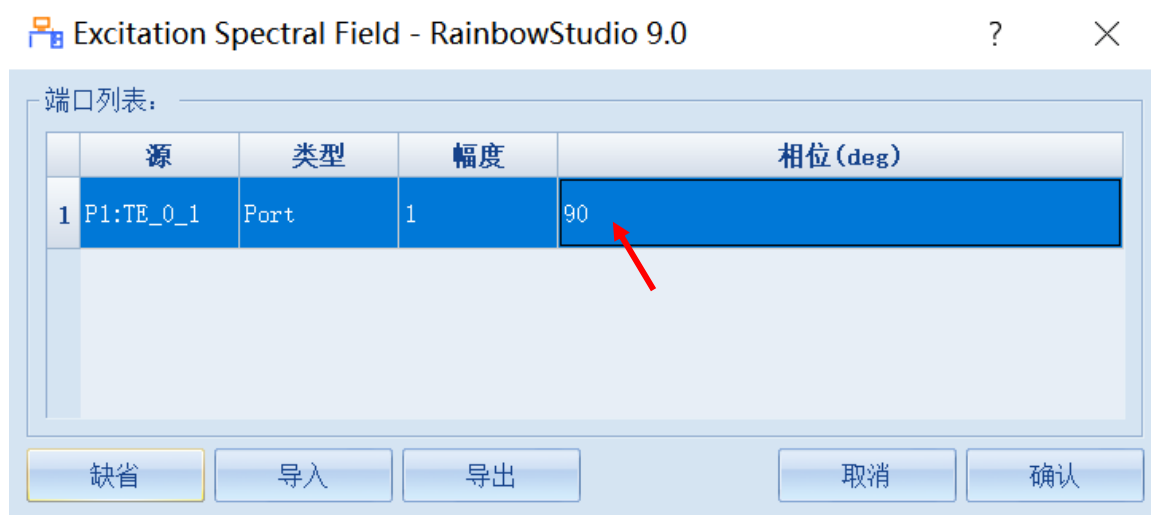 Excitation Spectral Field - RainbowStudio 9.0 ?
端口列表：
源 类型 幅度 相位(deg)
1 P1:TE_0_1 Port 1 90
缺省 导入 导出 取消 确认